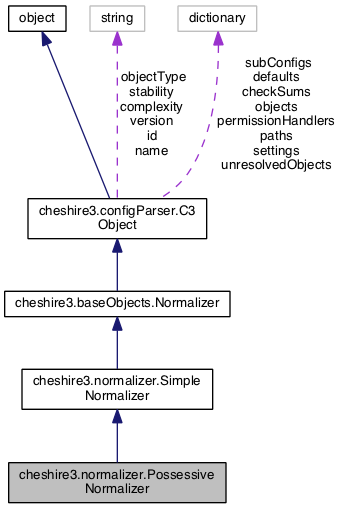 object
string
dictionary
objectType
stability
complexity
version
id
name
subConfigs
defaults
checkSums
objects
permissionHandlers
paths
settings
unresolvedObjects
cheshire3.configParser.C3
Object
cheshire3.baseObjects.Normalizer
cheshire3.normalizer.Simple
Normalizer
cheshire3.normalizer.Possessive
Normalizer